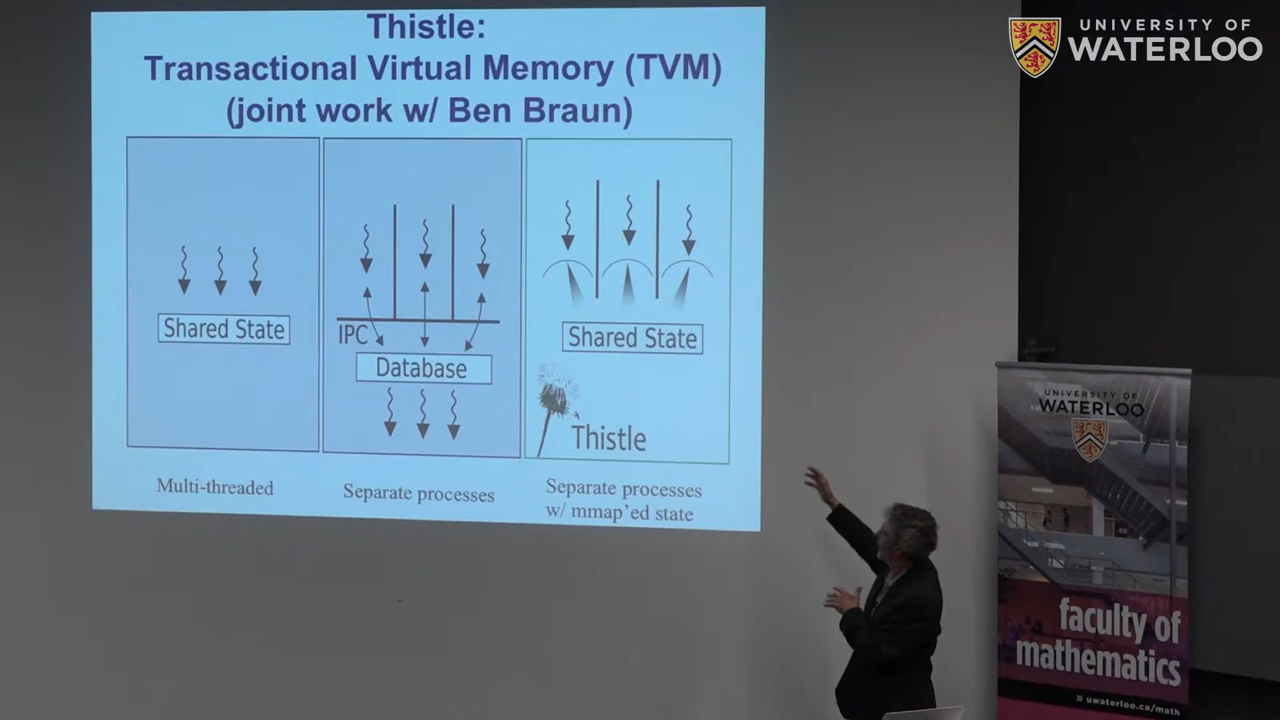 Thistle:
Transactional Virtual Memory (TVM)
(joint work w/ Ben Braun)
Shared State
Multi-threaded
IPC
Database
Separate processes
Shared State
Thistle
Separate processes
w/ mmap'ed state
UNIVERSITY OF
WATERLOO
UNIVERSITY OF
WATERLOO
faculty of
mathematics
» uwaterloo.ca/math